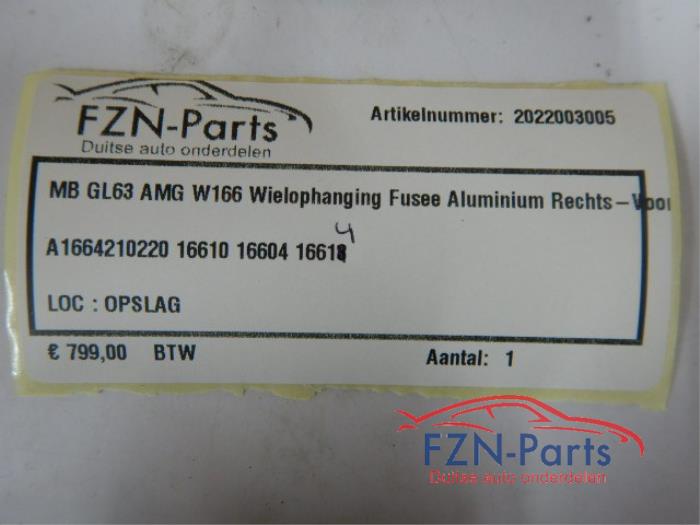 FZN-Parts
Duitse auto onderdelen
Artikelnummer: 2022003005
MB GL63 AMG W166 Wielophanging Fusee Aluminium Rechts-Voor
4
A1664210220 16610 16604 1661
LOC : OPSLAG
€ 799,00 BTW
Aantal: 1
FZN-Parts
Duitse auto onderdelen